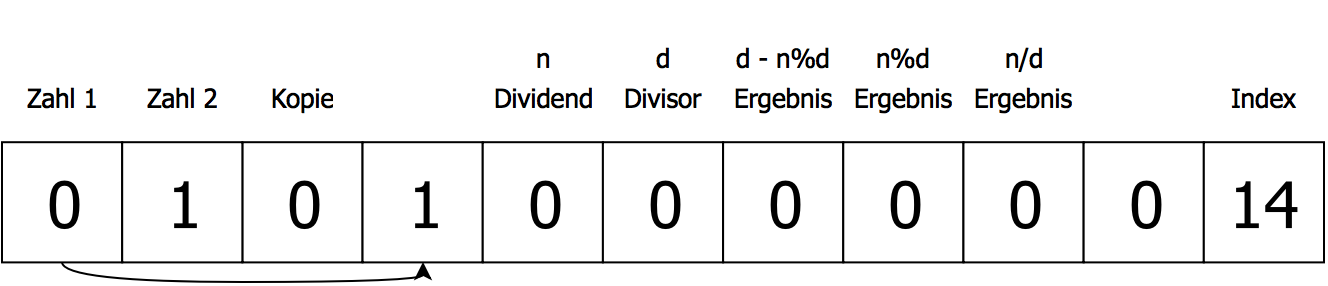 n d d - n%d n%d n/d
Zahl 1 Zahl 2 Kopie Dividend Divisor Ergebnis Ergebnis Ergebnis Index
0 1 0 1 0 0 0 0 0 0 14